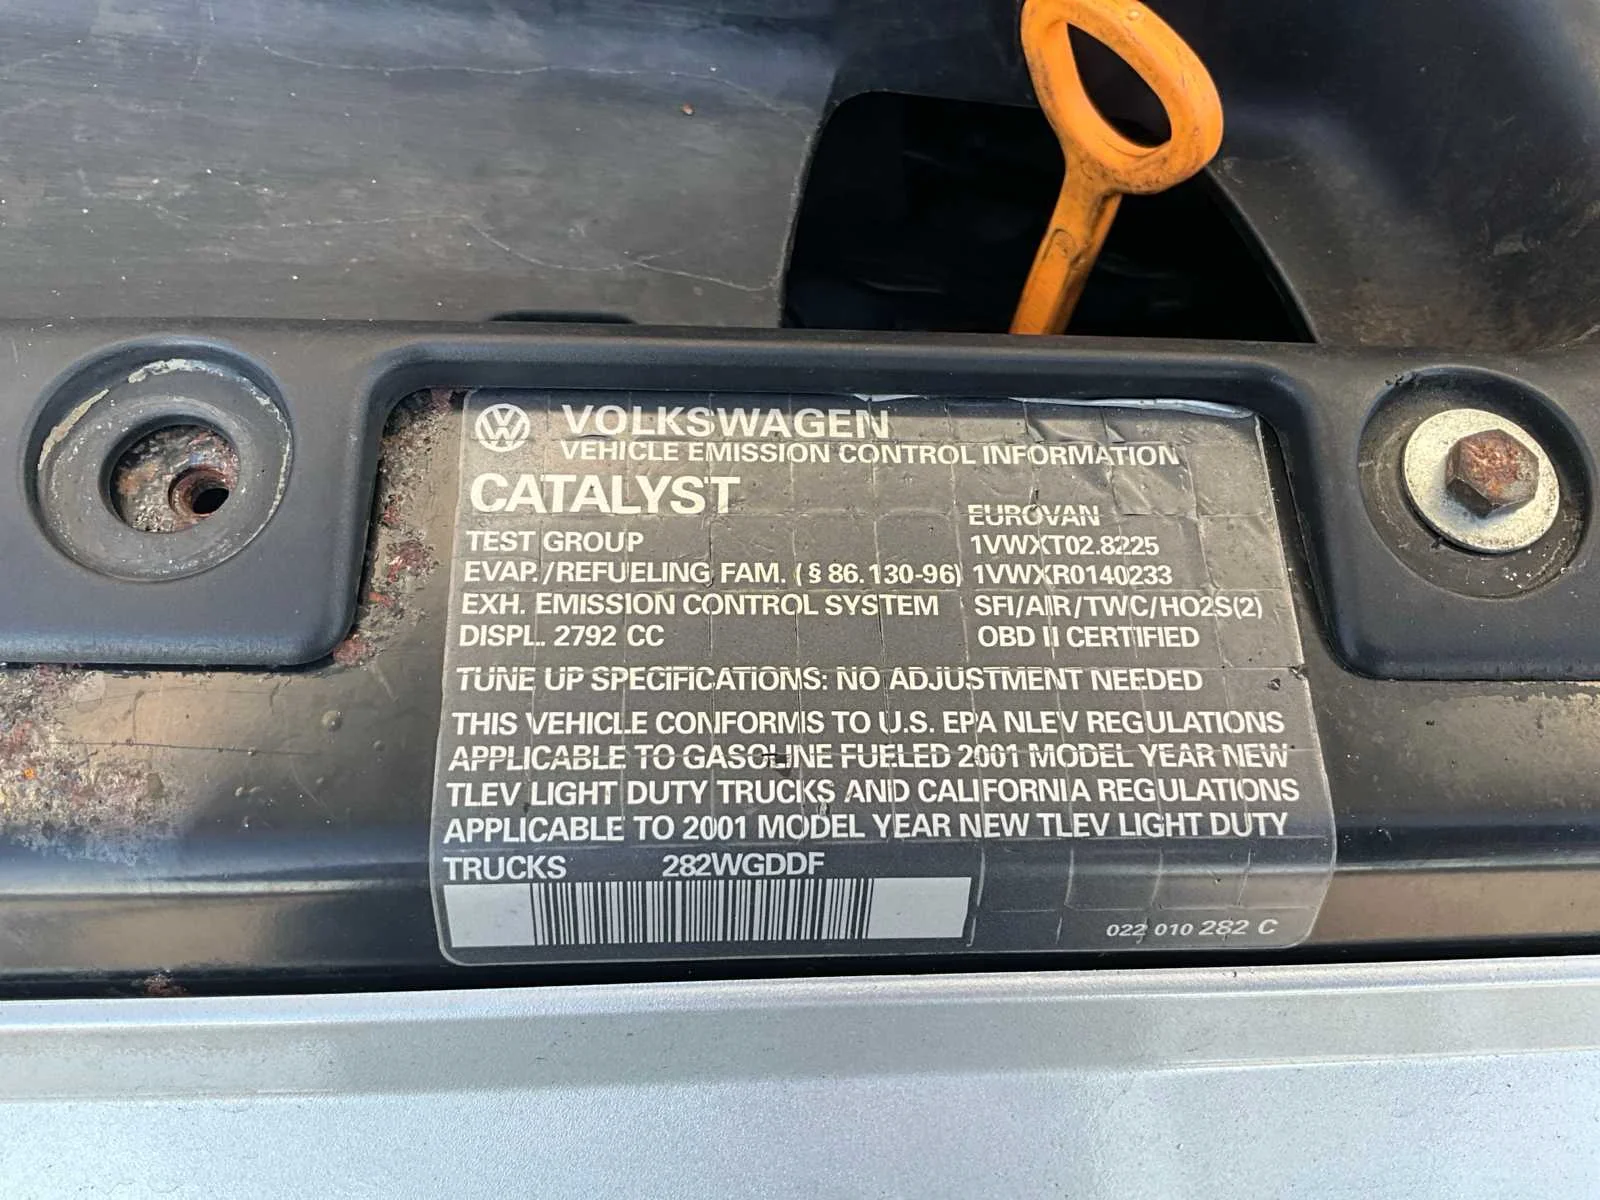 VOLKSWAGEN
VEHICLE EMISSION CONTROL INFORMATION
CATALYST
EUROVAN
TEST GROUP 1VWXT02.8225
EVAP./REFUELING FAM. (§ 86.130-96) 1VWXR0140233
EXH. EMISSION CONTROL SYSTEM SFI/AIR/TWC/HO2S(2)
DISPL. 2792 CC OBD II CERTIFIED
TUNE UP SPECIFICATIONS: NO ADJUSTMENT NEEDED
THIS VEHICLE CONFORMS TO U.S. EPA NLEV REGULATIONS
APPLICABLE TO GASOLINE FUELED 2001 MODEL YEAR NEW
TLEV LIGHT DUTY TRUCKS AND CALIFORNIA REGULATIONS
APPLICABLE TO 2001 MODEL YEAR NEW TLEV LIGHT DUTY
TRUCKS 282WGDDF
022 010 282 C